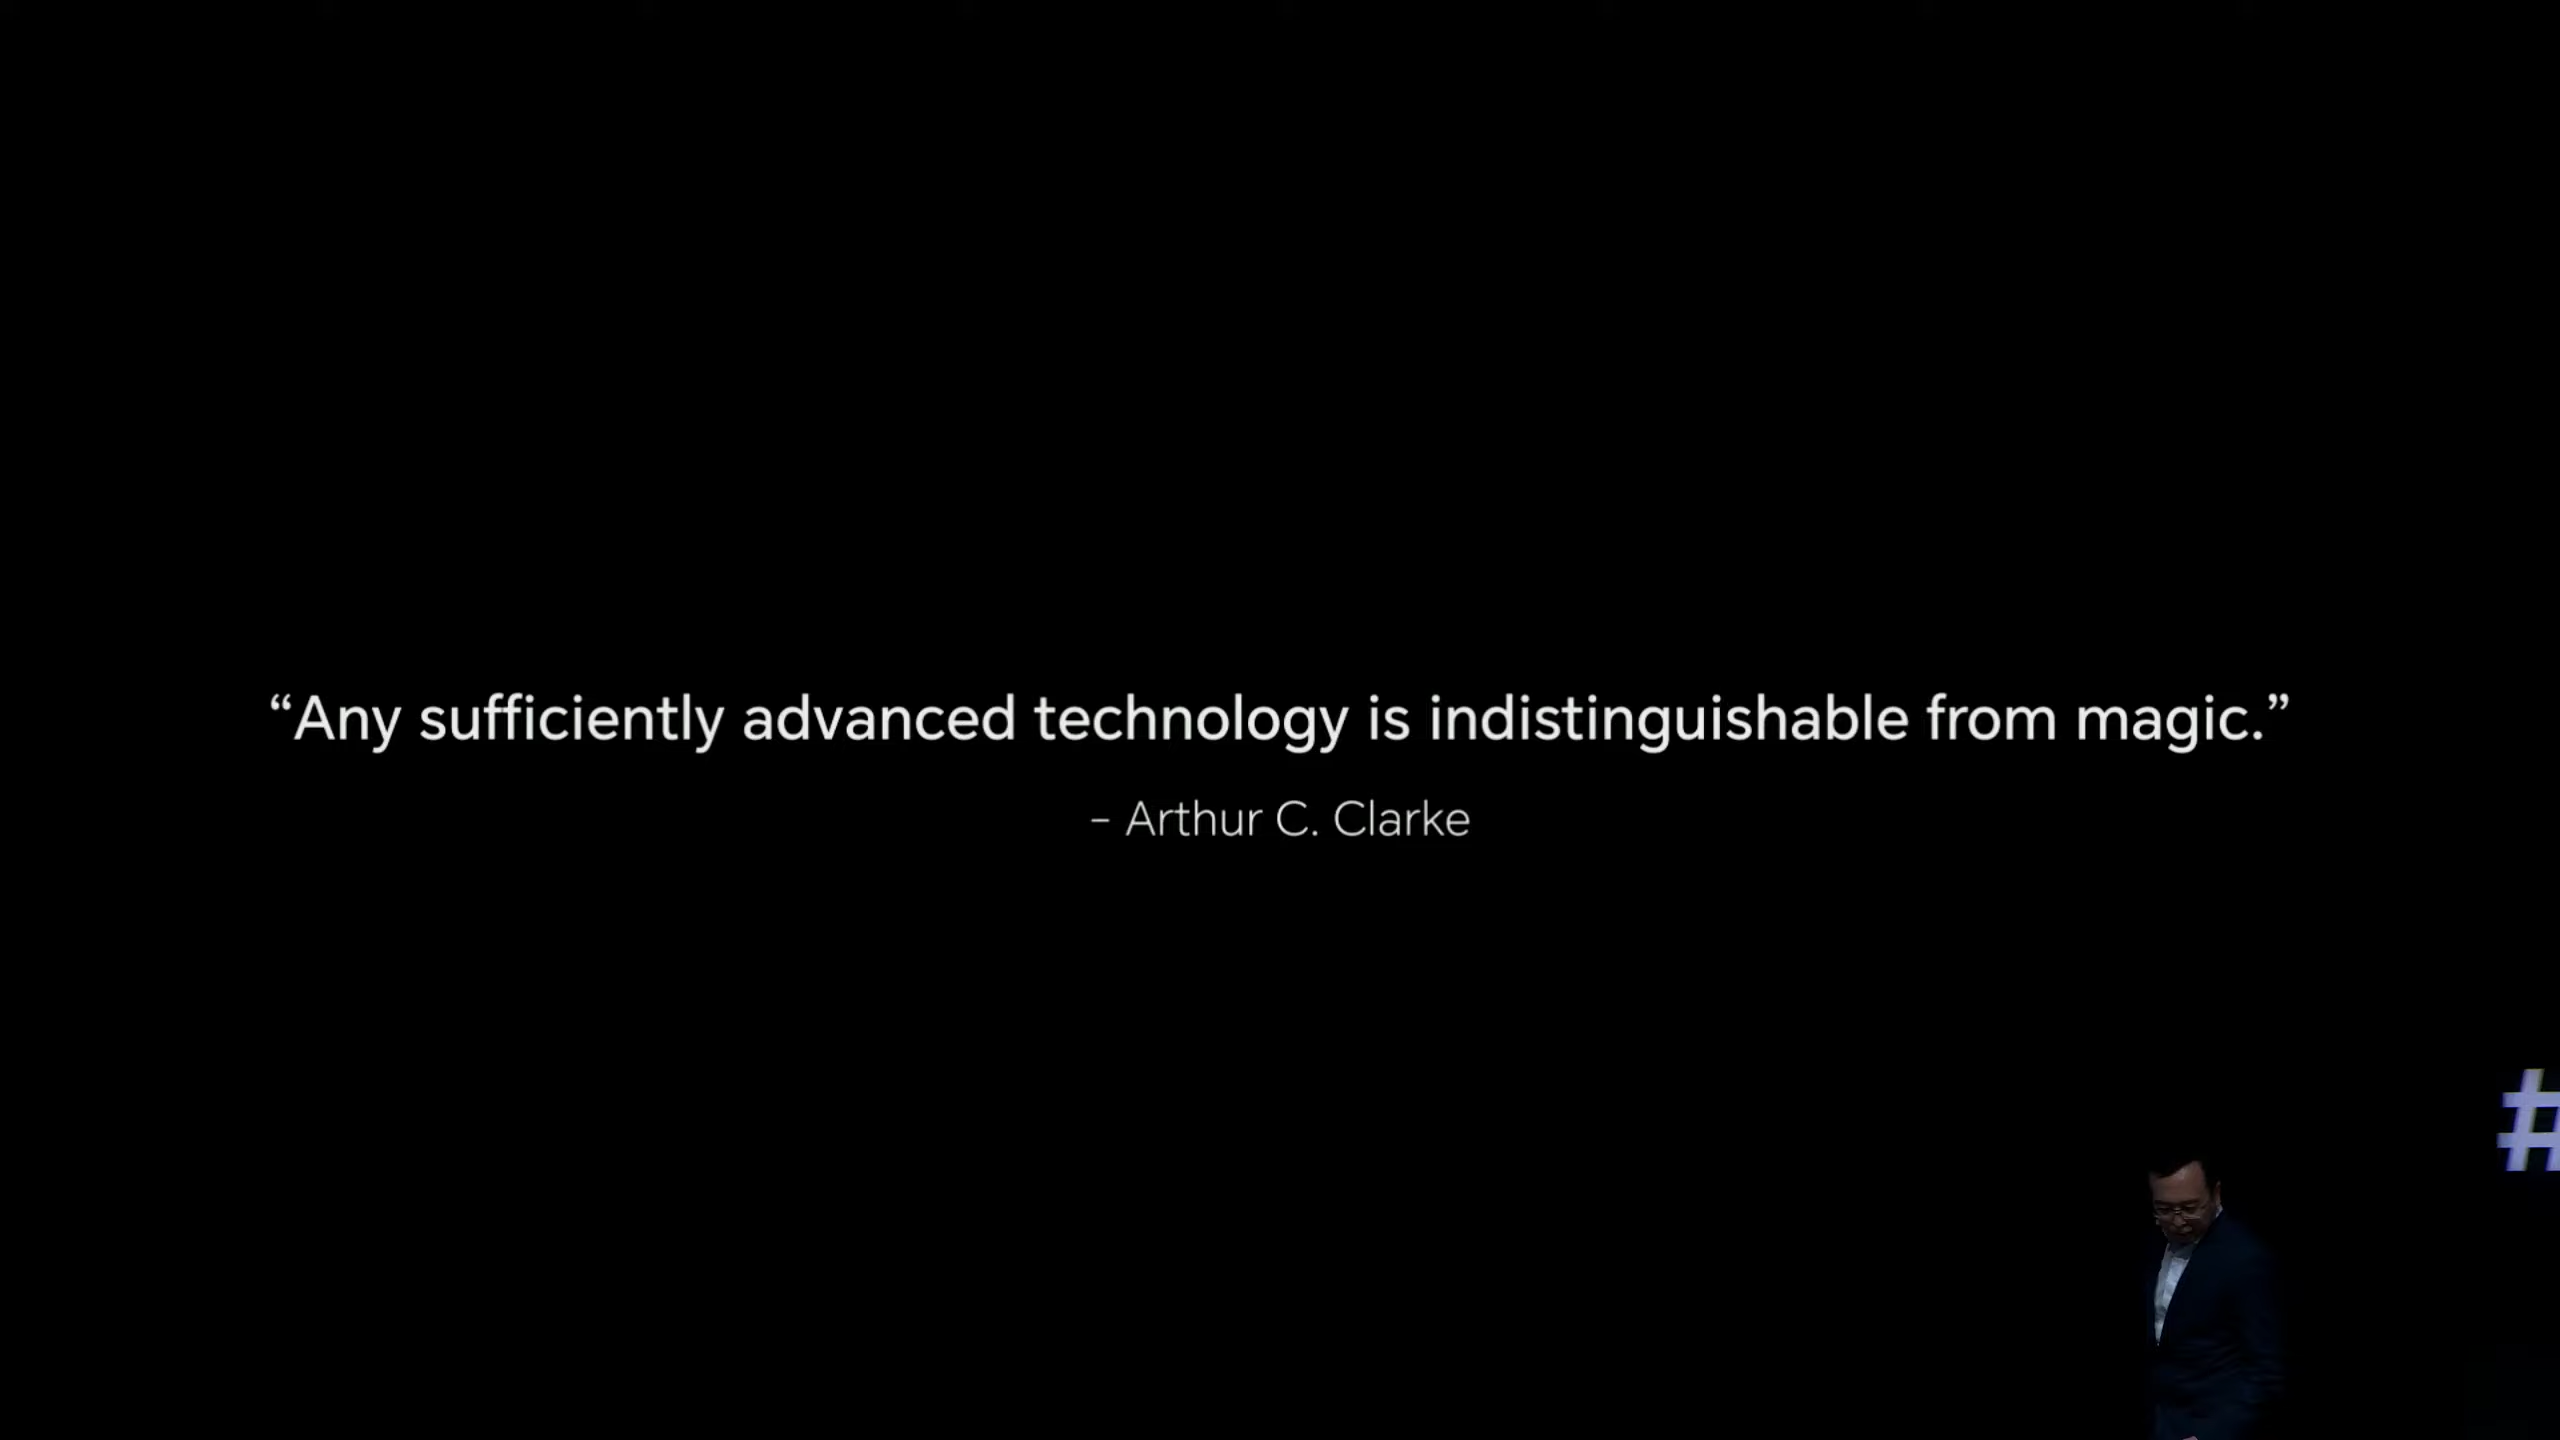 “Any sufficiently advanced technology is indistinguishable from magic.”
– Arthur C. Clarke
#